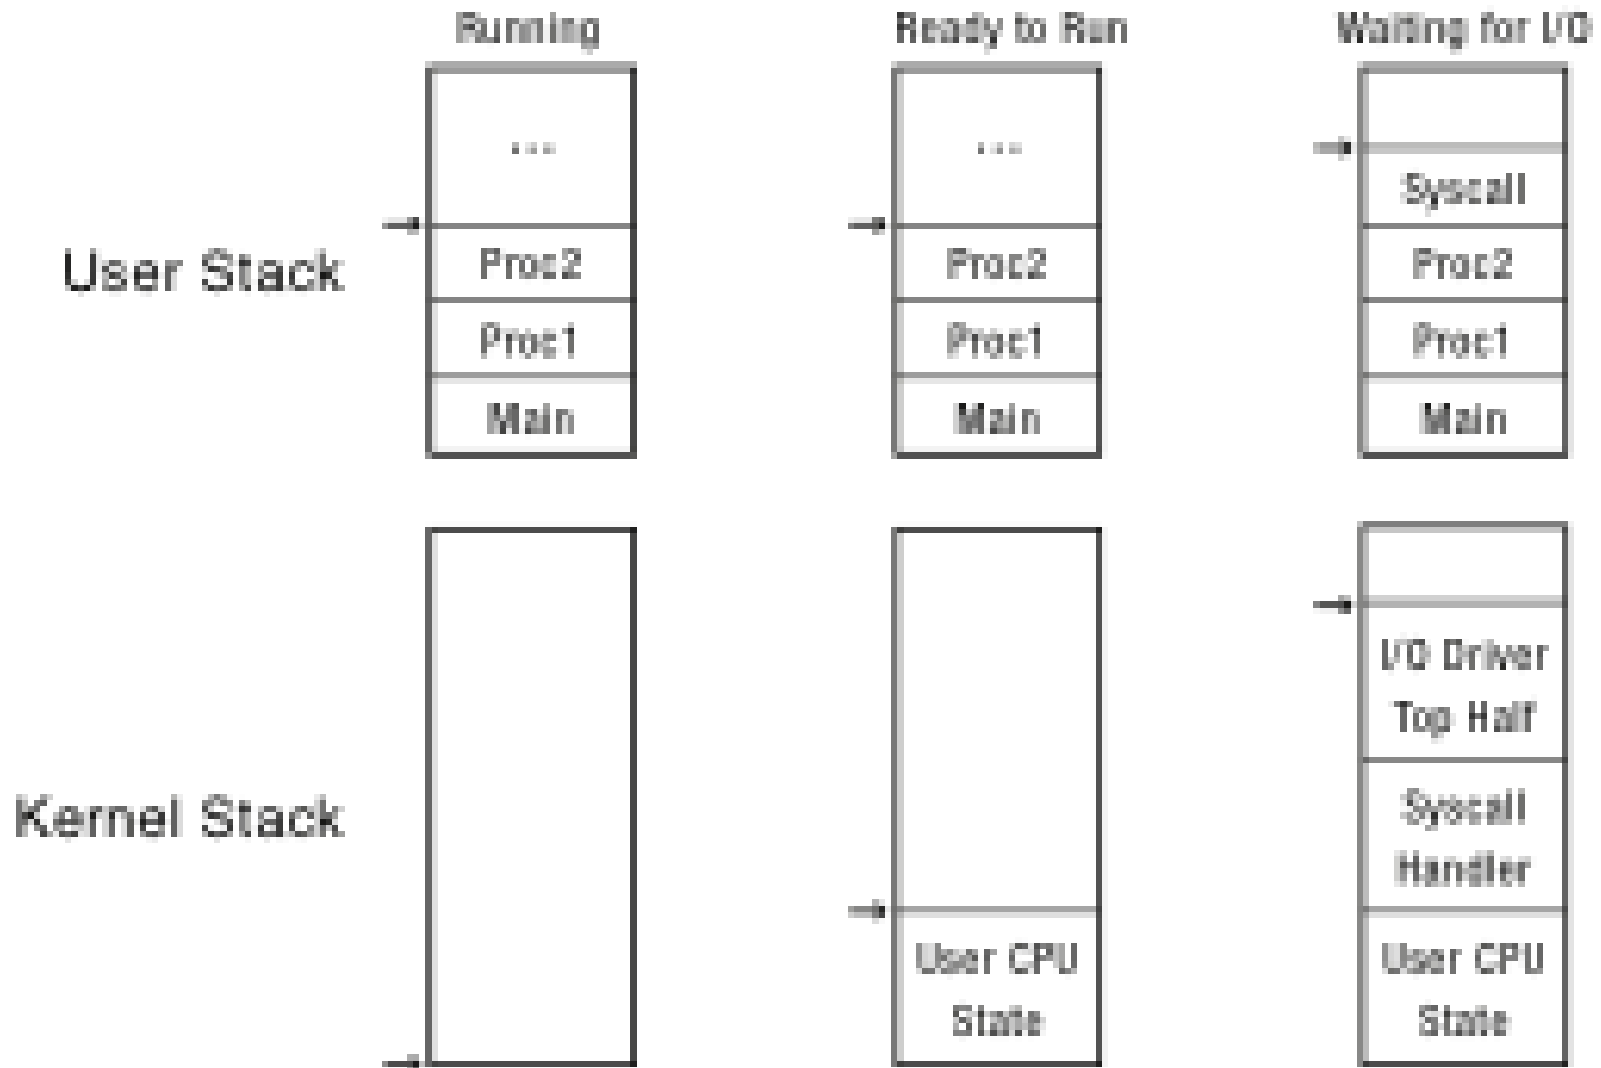 Running
Ready to Run
Waiting for I/O
...
...
Syscall
User Stack
Proc2
Proc2
Proc2
Proc1
Proc1
Proc1
Main
Main
Main
I/O Driver
Top Half
Kernel Stack
Syscall
Handler
User CPU
State
User CPU
State